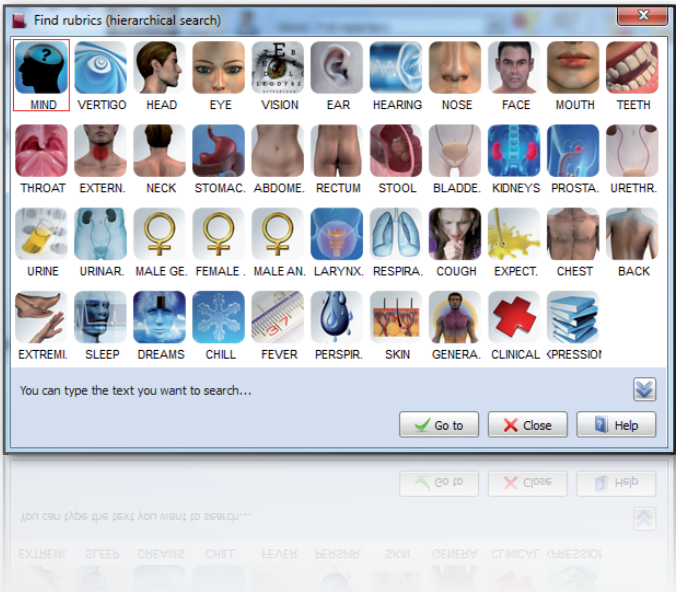 Find rubrics (hierarchical search)
MIND VERTIGO HEAD EYE VISION EAR HEARING NOSE FACE MOUTH TEETH
THROAT EXTERN. NECK STOMAC. ABDOME. RECTUM STOOL BLADDE. KIDNEYS PROSTA. URETHR.
URINE URINAR. MALE GE. FEMALE . MALE AN. LARYNX. RESPIRA. COUGH EXPECT. CHEST BACK
EXTREMI. SLEEP DREAMS CHILL FEVER PERSPIR. SKIN GENERA. CLINICAL XPRESSION
You can type the text you want to search...
Go to Close Help